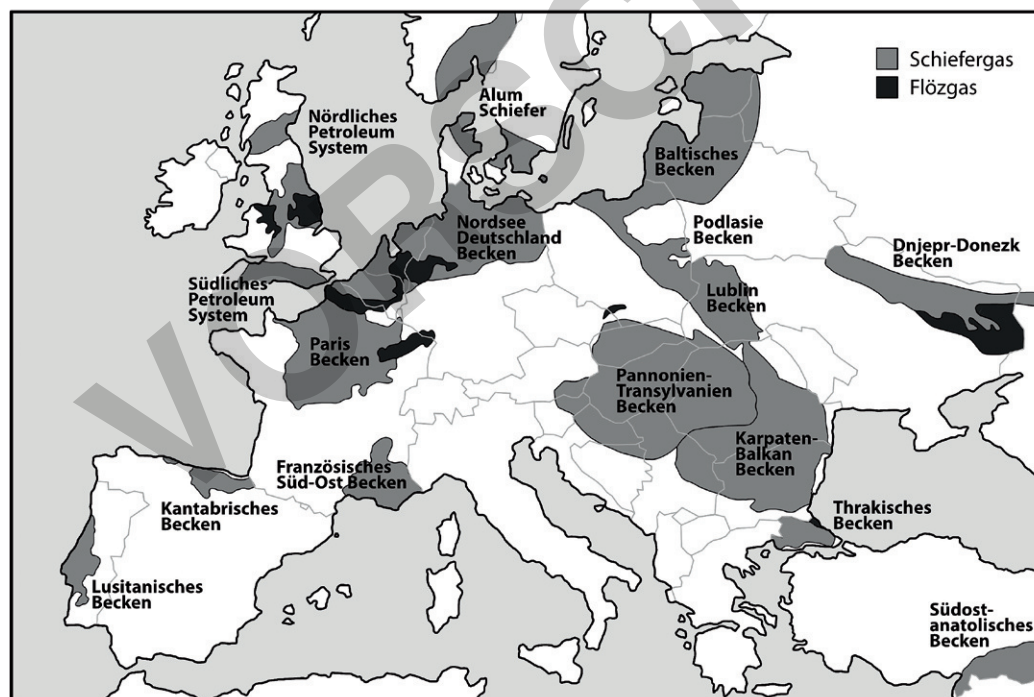 Schiefergas
Flözgas
Nördliches
Petroleum
System
Alum
Schiefer
Baltisches
Becken
Nordsee
Deutschland
Becken
Podlasie
Becken
Dnjepr-Donezk
Becken
Südliches
Petroleum
System
Lublin
Becken
Paris
Becken
Pannonien-
Transylvanien
Becken
Karpaten-
Balkan
Becken
Französisches
Süd-Ost Becken
Kantabrisches
Becken
Thrakisches
Becken
Lusitanisches
Becken
Südost-
anatolisches
Becken